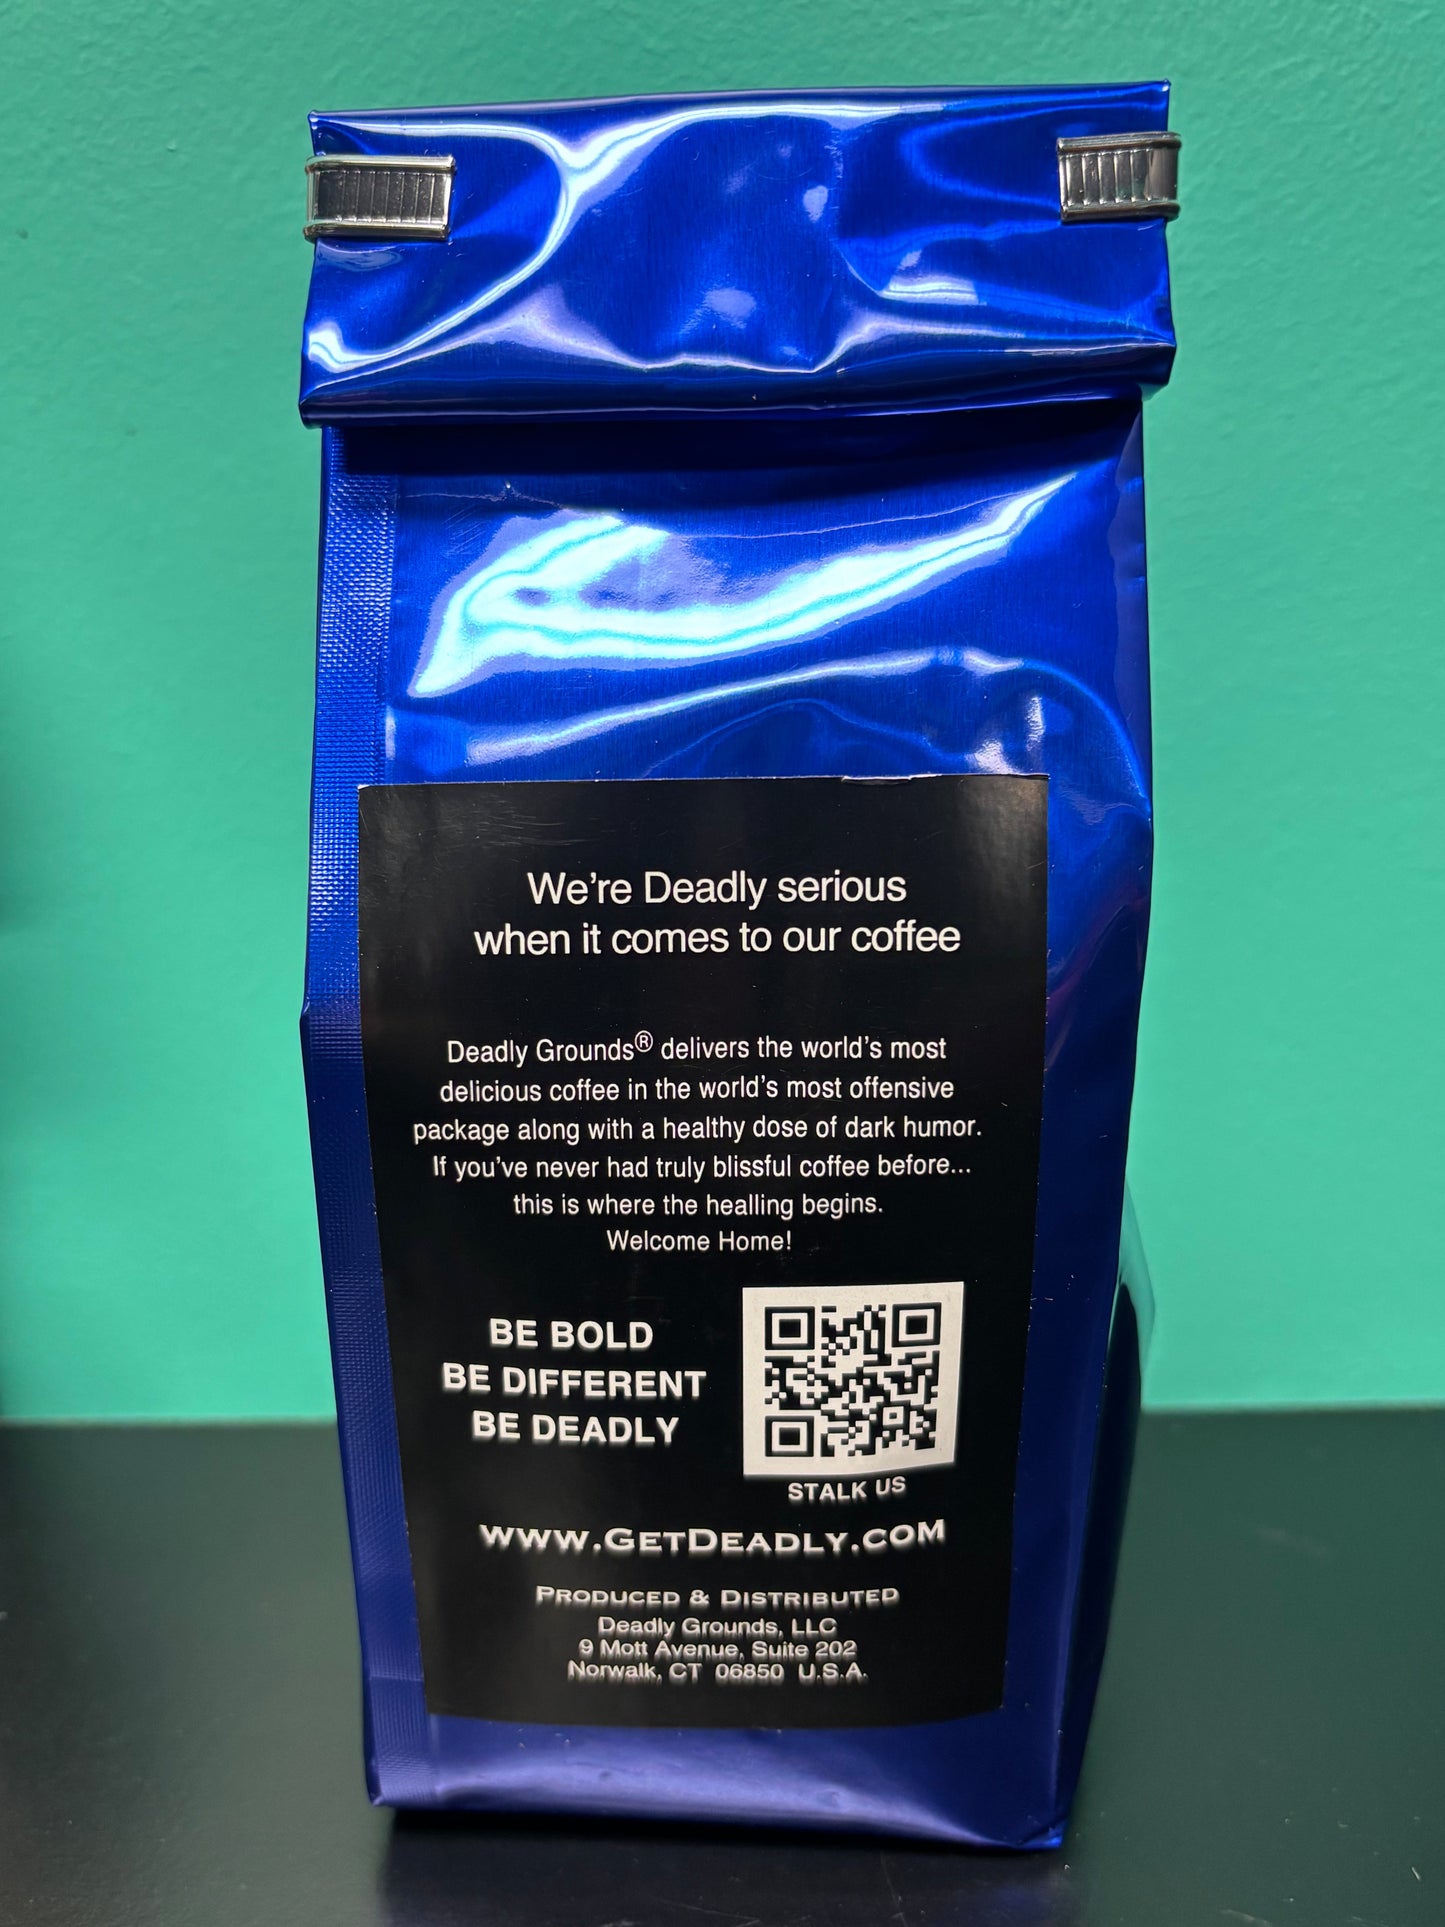 We're Deadly serious
when it comes to our coffee
Deadly Grounds® delivers the world's most
delicious coffee in the world's most offensive
package along with a healthy dose of dark humor.
If you've never had truly blissful coffee before...
this is where the healling begins.
Welcome Home!
BE BOLD
BE DIFFERENT
BE DEADLY
STALK US
WWW.GETDEADLY.COM
PRODUCED & DISTRIBUTED
Deadly Grounds, LLC
9 Mott Avenue, Suite 202
Norwalk, CT 06850 U.S.A.